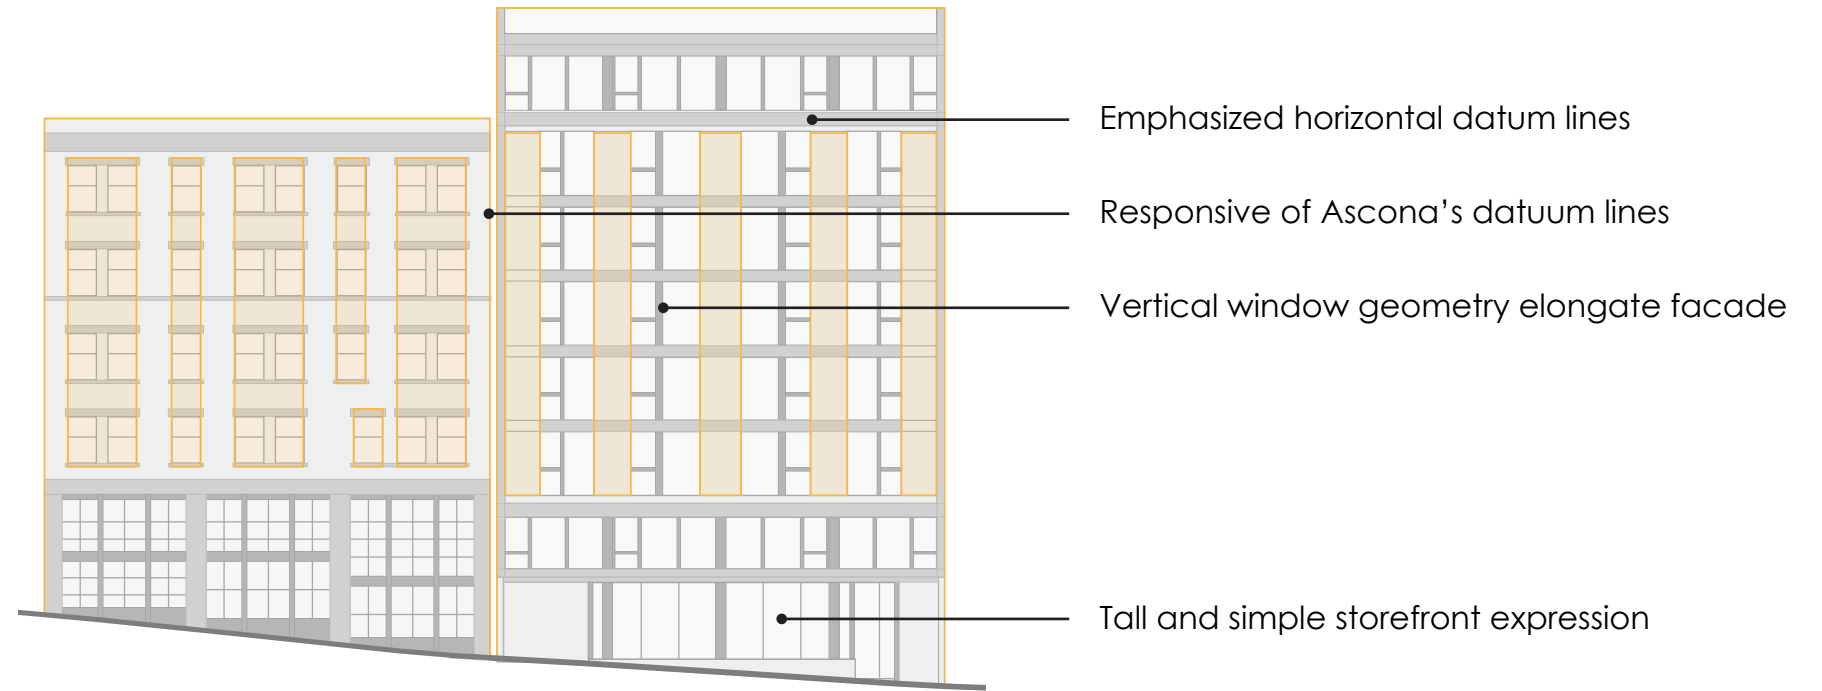 Emphasized horizontal datum lines
Responsive of Ascona’s datuum lines
Vertical window geometry elongate facade
Tall and simple storefront expression